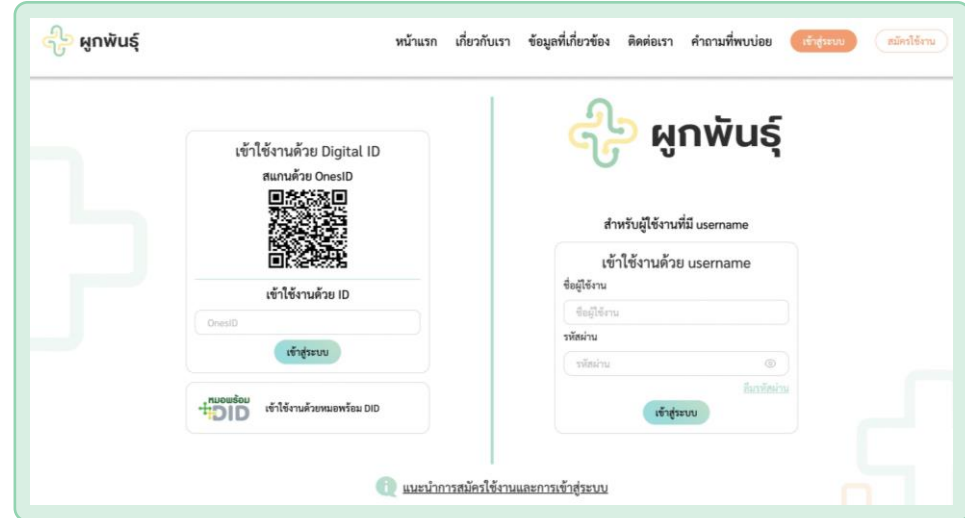 ผูกพันธุ์
หน้าแรก เกี่ยวกับเรา ข้อมูลที่เกี่ยวข้อง ติดต่อเรา คำถามที่พบบ่อย เข้าสู่ระบบ สมัครใช้งาน
เข้าใช้งานด้วย Digital ID
สแกนด้วย OnesID
เข้าใช้งานด้วย ID
OnesID
เข้าสู่ระบบ
หมอพร้อม
DID
เข้าใช้งานด้วยหมอพร้อม DID
ผูกพันธุ์
สำหรับผู้ใช้งานที่มี username
เข้าใช้งานด้วย username
ชื่อผู้ใช้งาน
ชื่อผู้ใช้งาน
รหัสผ่าน
รหัสผ่าน
ลืมรหัสผ่าน
เข้าสู่ระบบ
แนะนำการสมัครใช้งานและการเข้าสู่ระบบ